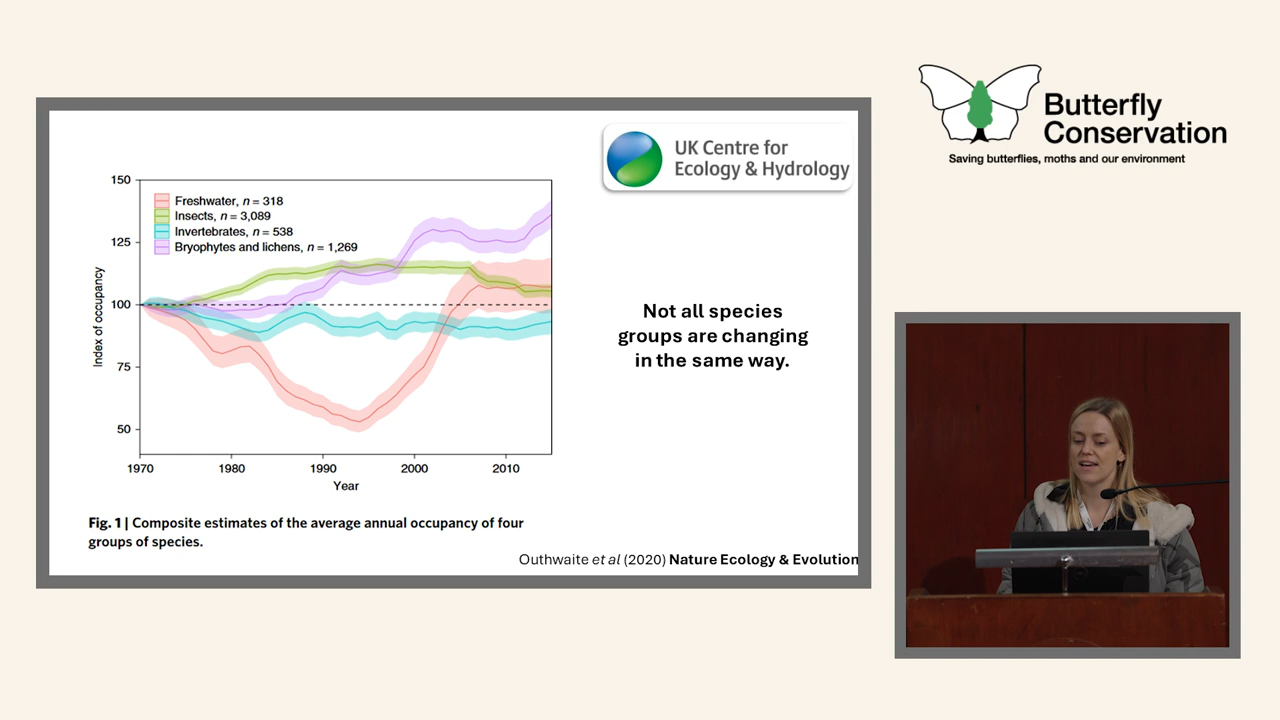 Butterfly
Conservation
Saving butterflies, moths and our environment
UK Centre for
Ecology & Hydrology
150
125
100
75
50
Index of occupancy
Freshwater, n = 318
Insects, n = 3,089
Invertebrates, n = 538
Bryophytes and lichens, n = 1,269
1970
1980
1990
2000
2010
Year
Not all species
groups are changing
in the same way.
Fig. 1 | Composite estimates of the average annual occupancy of four
groups of species.
Outhwaite et al (2020) Nature Ecology & Evolution